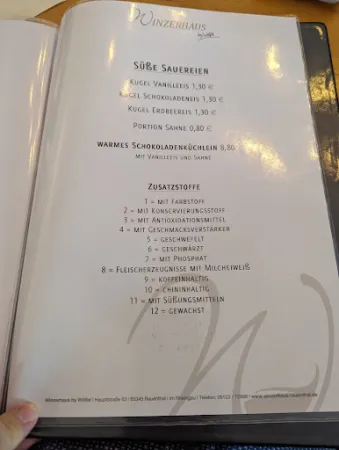 Winzerhaus
Süße Sauereien
Kugel Vanilleeis 1,30 €
Kugel Schokoladeneis 1,30 €
Kugel Erdbeereis 1,30 €
Portion Sahne 0,80 €
warmes Schokoladenküchlein 8,80
mit Vanilleeis und Sahne
Zusatzstoffe
1 = mit Farbstoff
2 = mit Konservierungsstoff
3 = mit Antioxidationsmittel
4 = mit Geschmacksverstärker
5 = geschwefelt
6 = geschwärzt
7 = mit Phosphat
8 = Fleischerzeugnisse mit Milcheiweiß
9 = koffeinhaltig
10 = chininhaltig
11 = mit Süßungsmitteln
12 = gewachst
Winzerhaus by